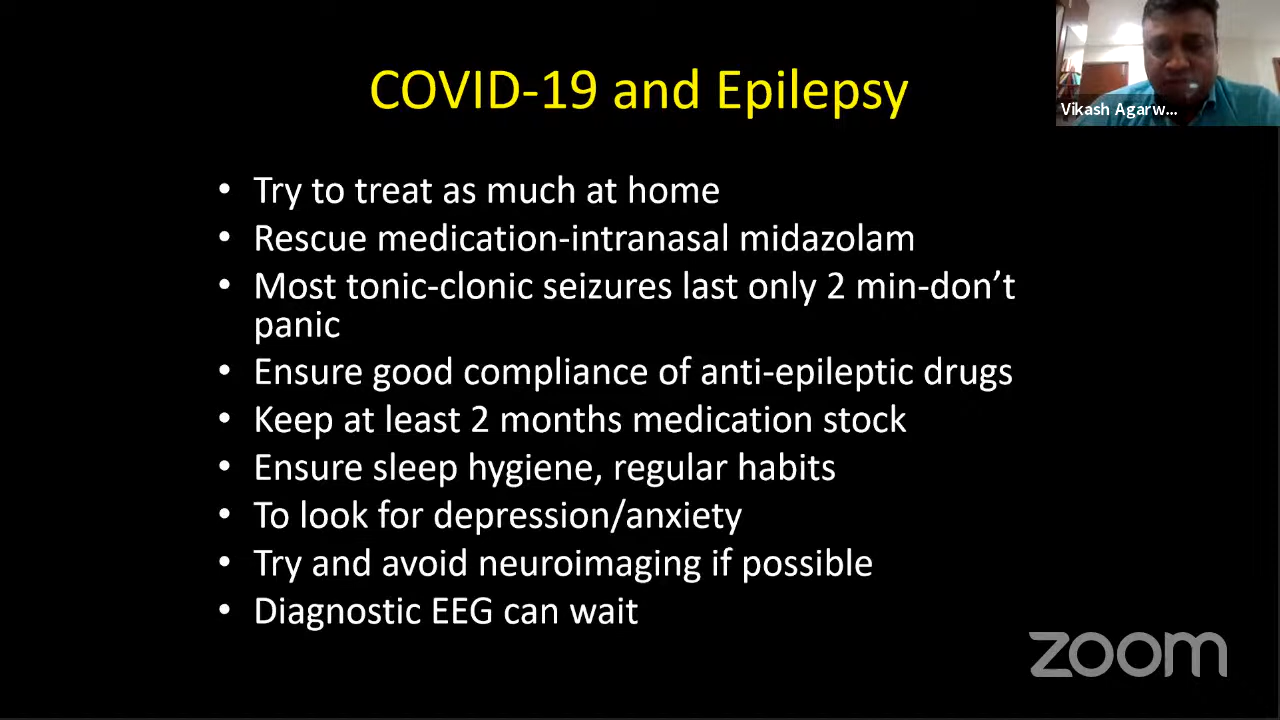 COVID-19 and Epilepsy
Vikash Agarw...
• Try to treat as much at home
• Rescue medication-intranasal midazolam
• Most tonic-clonic seizures last only 2 min-don’t
panic
• Ensure good compliance of anti-epileptic drugs
• Keep at least 2 months medication stock
• Ensure sleep hygiene, regular habits
• To look for depression/anxiety
• Try and avoid neuroimaging if possible
• Diagnostic EEG can wait
zoom